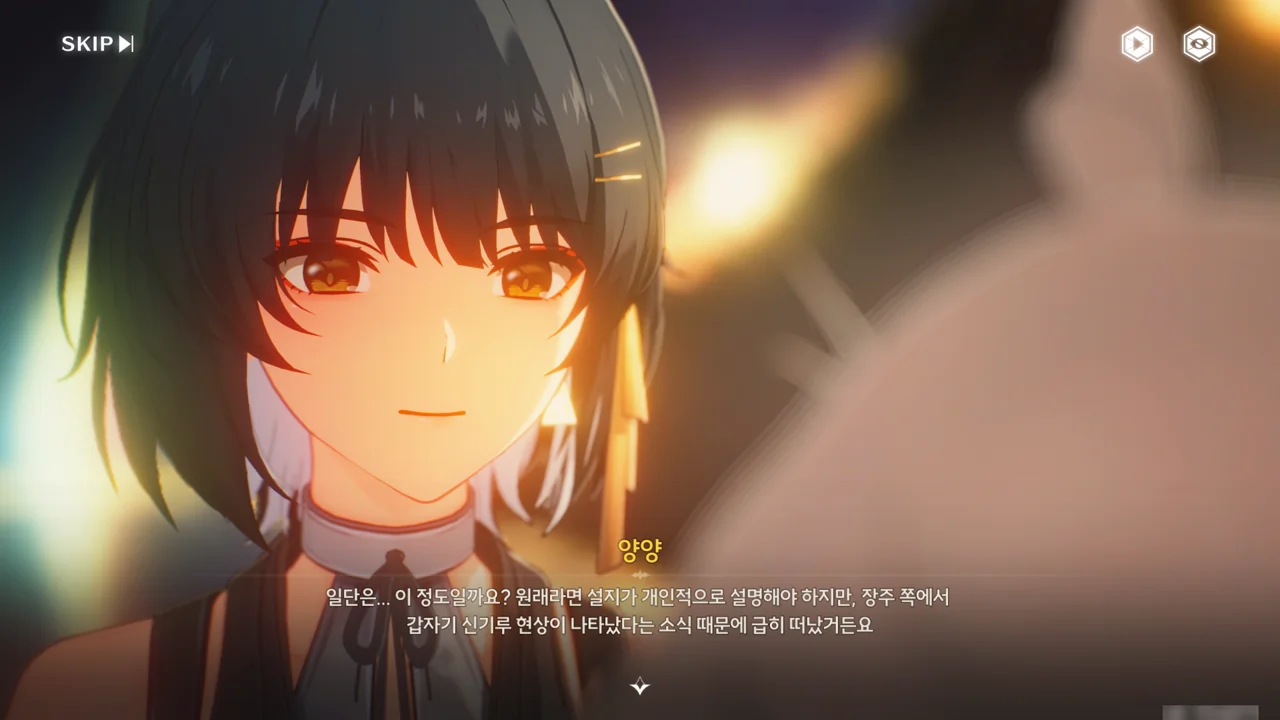 SKIP
양양
일단은... 이 정도일까요? 원래라면 설지가 개인적으로 설명해야 하지만, 장주 쪽에서
갑자기 신기루 현상이 나타났다는 소식 때문에 급히 떠났거든요